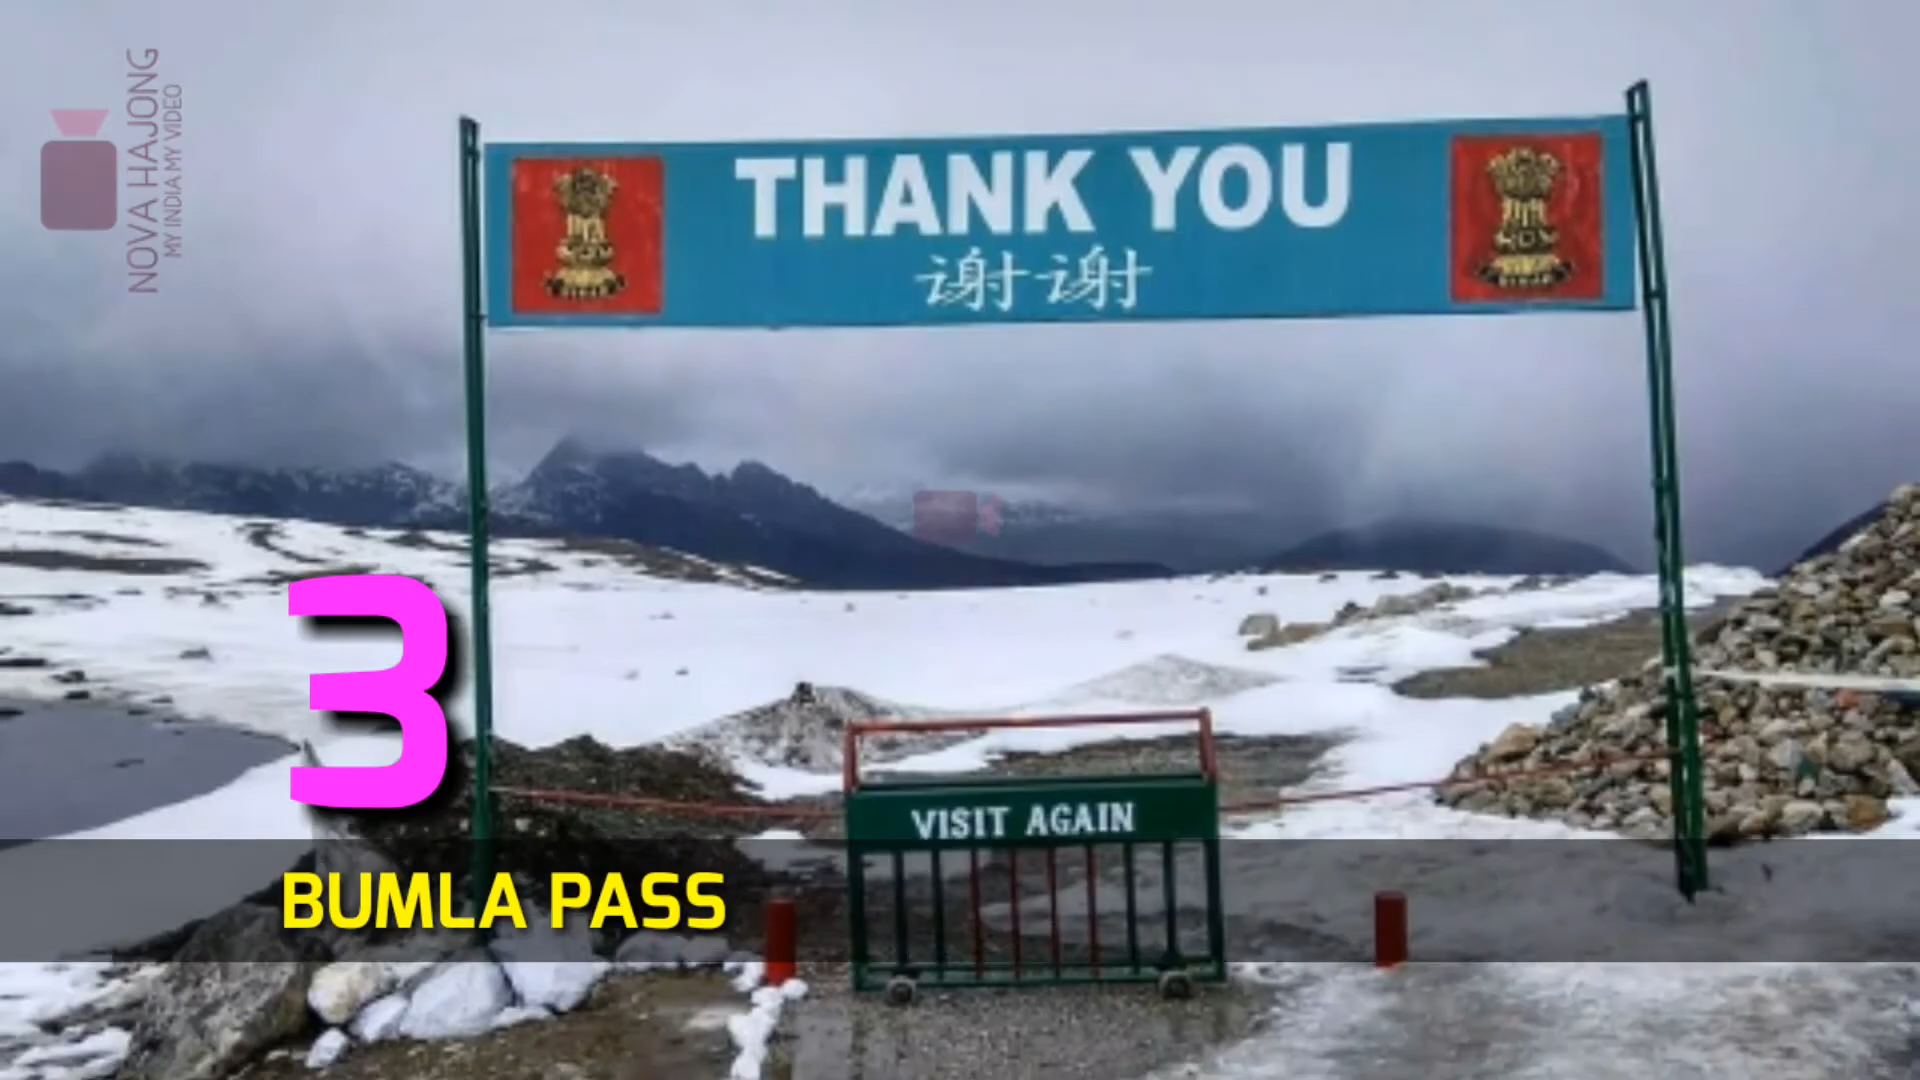 NOVA HAJONG
MY INDIA MY VIDEO
THANK YOU
谢谢
VISIT AGAIN
3
BUMLA PASS